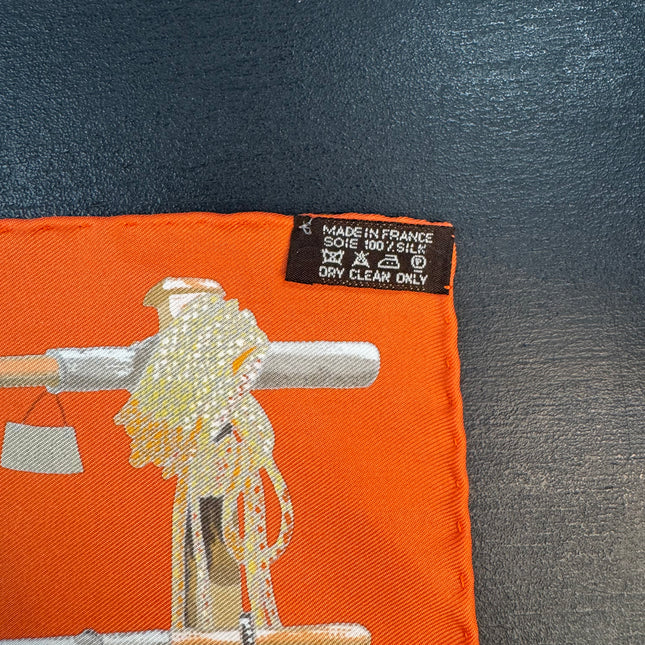 MADE IN FRANCE
SOIE 100% SILK
P
DRY CLEAN ONLY